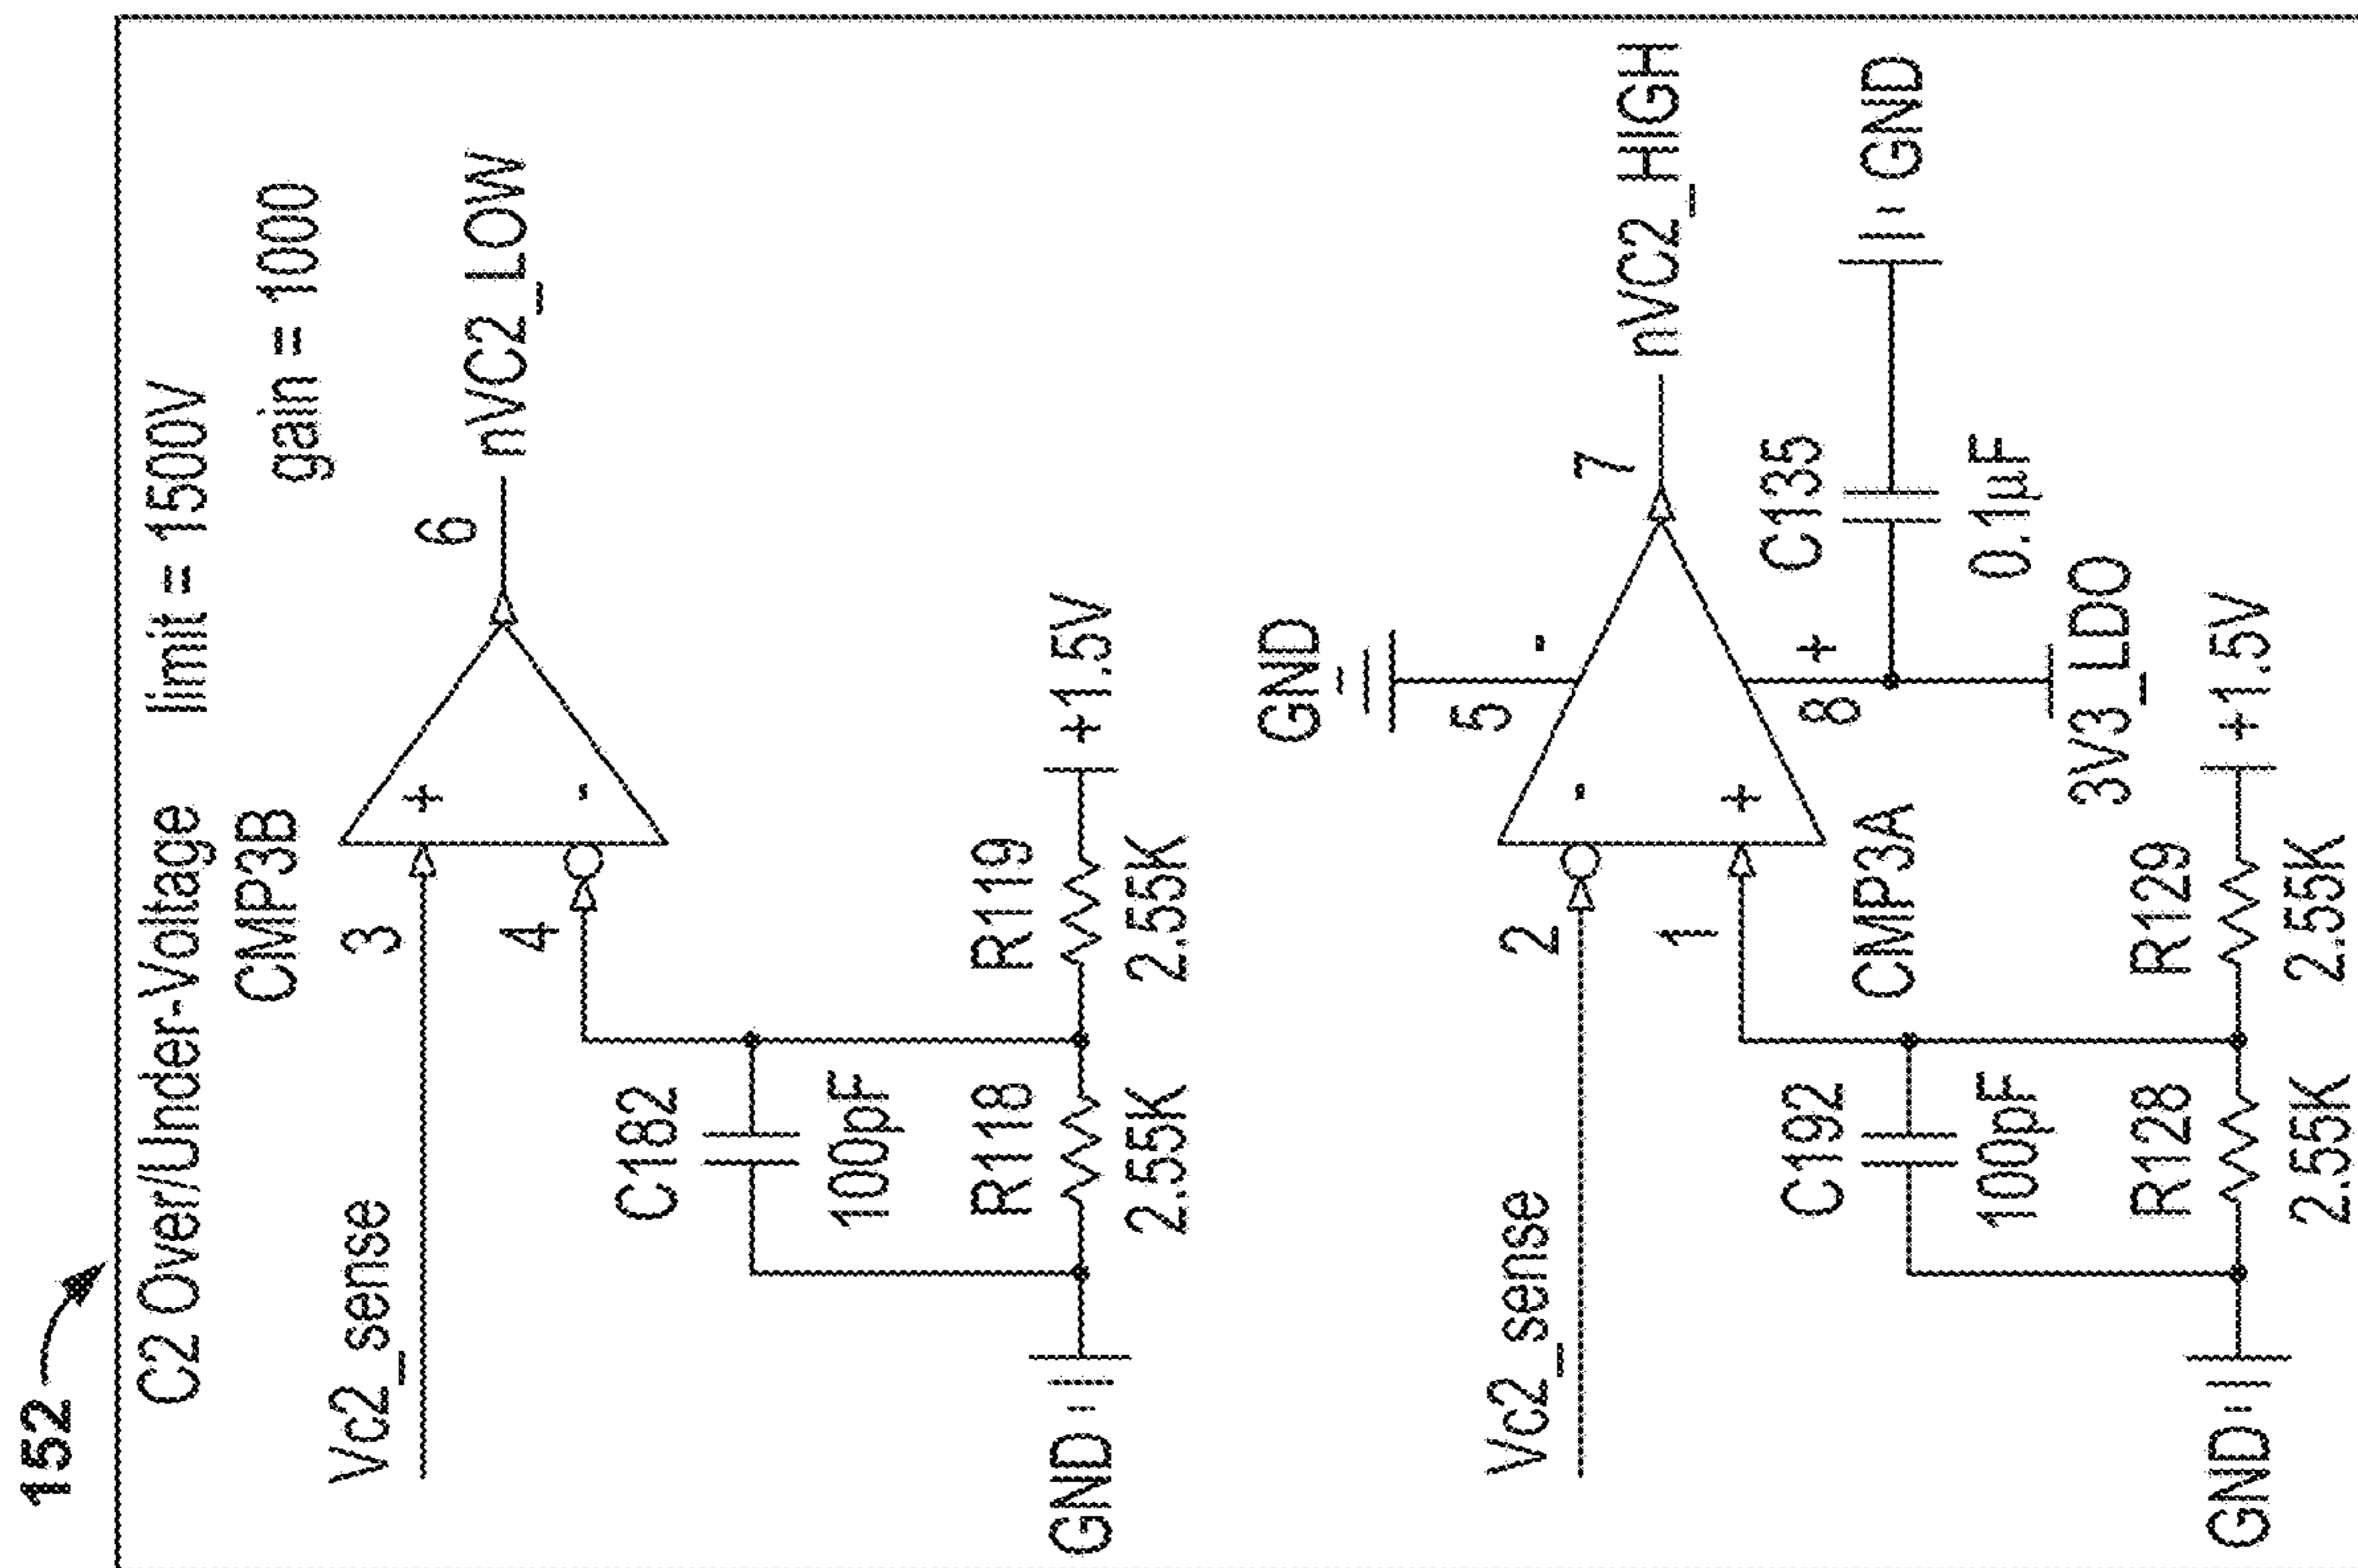 152
C2 Over/Under-Voltage
limit = 1500V
CMP3B
gain = 1000
Vc2_sense
3
+
6
nVC2_LOW
4
-
C182
100pF
R118
R119
2.55K
2.55K
GND
+1.5V
GND
5
-
Vc2_sense
2
-
7
nVC2_HIGH
1
+
CMP3A
8
+
C135
0.1µF
GND
3V3_LDO
C192
100pF
R128
R129
2.55K
2.55K
GND
+1.5V